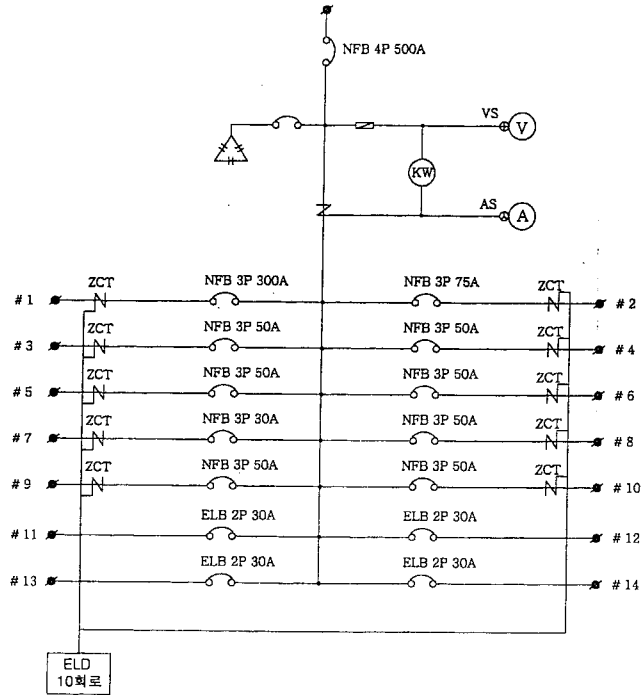 NFB 4P 500A
VS
V
KW
AS
A
ZCT NFB 3P 300A NFB 3P 75A ZCT
#1 #2
ZCT NFB 3P 50A NFB 3P 50A ZCT
#3 #4
ZCT NFB 3P 50A NFB 3P 50A ZCT
#5 #6
ZCT NFB 3P 30A NFB 3P 50A ZCT
#7 #8
ZCT NFB 3P 50A NFB 3P 50A ZCT
#9 #10
ELB 2P 30A ELB 2P 30A
#11 #12
ELB 2P 30A ELB 2P 30A
#13 #14
ELD
10회로